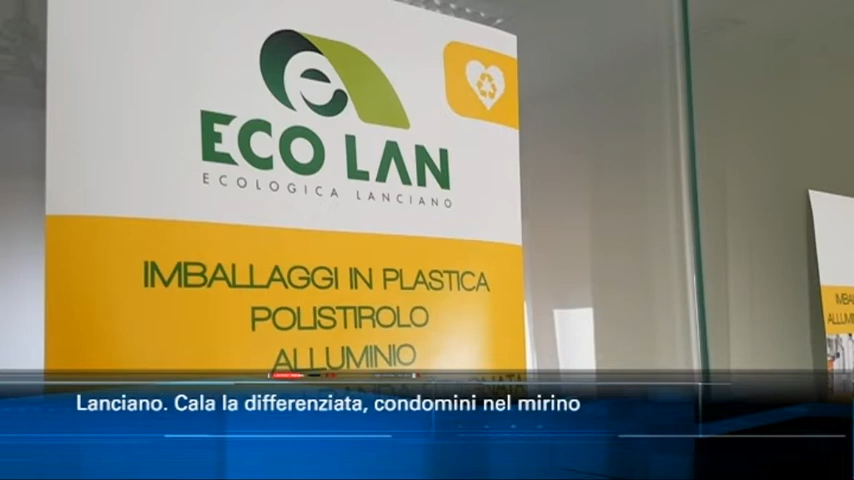 e
ECO LAN
ECOLOGICA LANCIANO
IMBALLAGGI IN PLASTICA
POLISTIROLO
ALLUMINIO
Lanciano. Cala la differenziata, condomini nel mirino